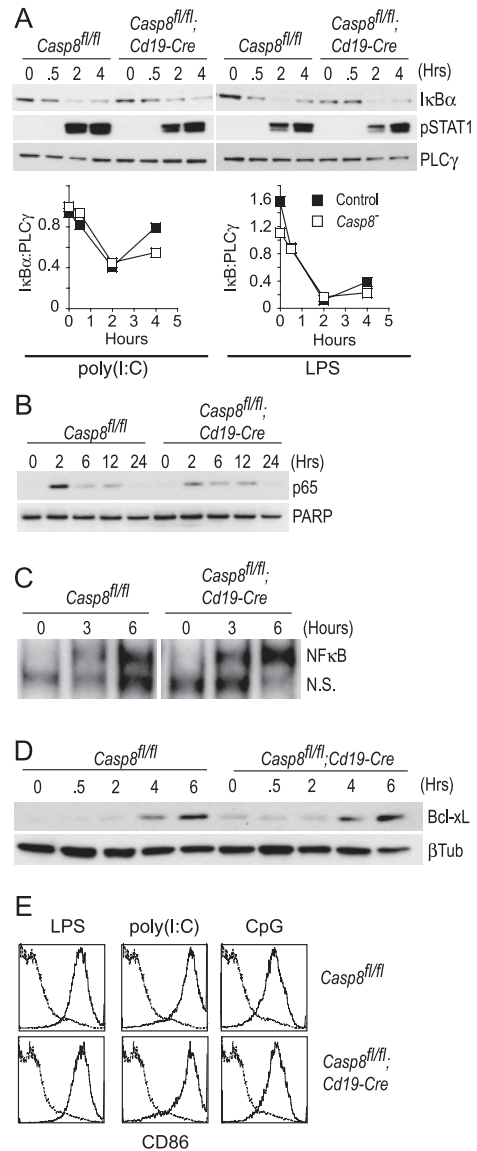 A
Casp8fl/fl Casp8fl/fl; Cd19-Cre Casp8fl/fl Casp8fl/fl; Cd19-Cre
0 .5 2 4 0 .5 2 4 0 .5 2 4 0 .5 2 4 (Hrs)
IκBα
pSTAT1
PLCγ
IκBα:PLCγ
0.8
0.4
0
0 1 2 3 4 5
Hours
poly(I:C)
IκB:PLCγ
1.6
1.2
0.8
0.4
0
0 1 2 3 4 5
Hours
LPS
Control
Casp8-
B
Casp8fl/fl Casp8fl/fl; Cd19-Cre
0 2 6 12 24 0 2 6 12 24 (Hrs)
p65
PARP
C
Casp8fl/fl Casp8fl/fl; Cd19-Cre
0 3 6 0 3 6 (Hours)
NFκB
N.S.
D
Casp8fl/fl Casp8fl/fl;Cd19-Cre
0 .5 2 4 6 0 .5 2 4 6 (Hrs)
Bcl-xL
βTub
E
LPS poly(I:C) CpG
Casp8fl/fl
Casp8fl/fl;
Cd19-Cre
CD86